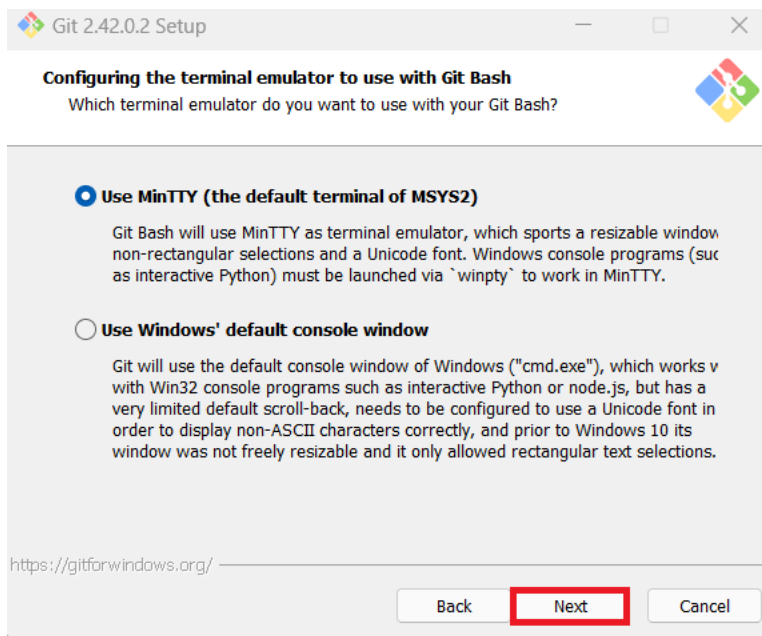 Git 2.42.0.2 Setup
Configuring the terminal emulator to use with Git Bash
Which terminal emulator do you want to use with your Git Bash?
Use MinTTY (the default terminal of MSYS2)
Git Bash will use MinTTY as terminal emulator, which sports a resizable window
non-rectangular selections and a Unicode font. Windows console programs (suc
as interactive Python) must be launched via `winpty` to work in MinTTY.
Use Windows' default console window
Git will use the default console window of Windows ("cmd.exe"), which works
with Win32 console programs such as interactive Python or node.js, but has a
very limited default scroll-back, needs to be configured to use a Unicode font in
order to display non-ASCII characters correctly, and prior to Windows 10 its
window was not freely resizable and it only allowed rectangular text selections.
https://gitforwindows.org/
Back Next Cancel